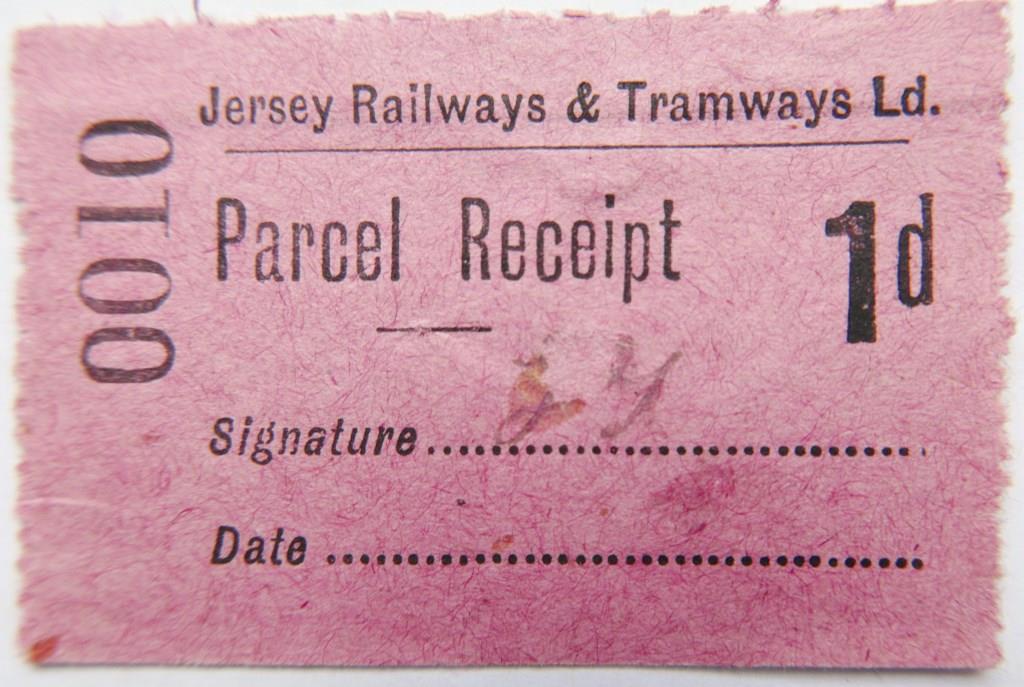 Jersey Railways & Tramways Ld.
0010
Parcel Receipt 1d
Signature..............................
Date ..............................